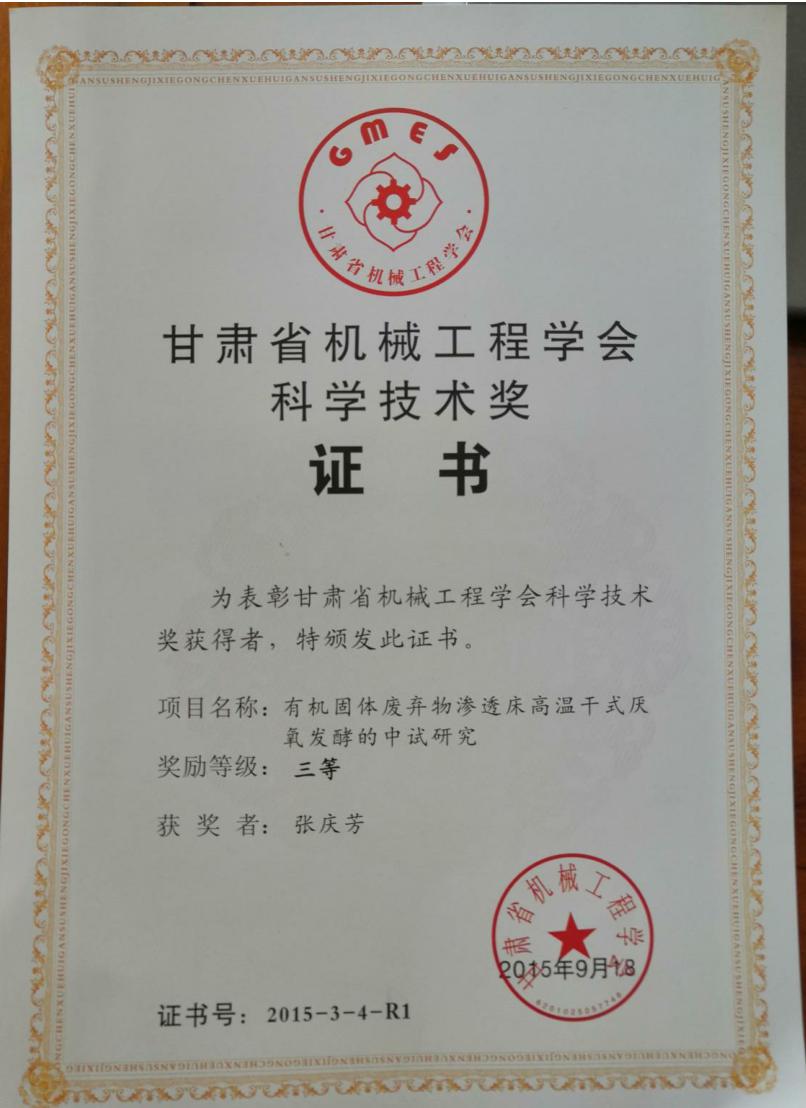 GANSUSHENGJIXIEGONGCHENXUEHUIGANSUSHENGJIXIEGONGCHENXUEHUIGANSUSHENGJIXIEGONGCHENXUEHUIG
GMES
·甘肃省机械工程学会·
甘肃省机械工程学会
科学技术奖
证 书
为表彰甘肃省机械工程学会科学技术
奖获得者，特颁发此证书。
项目名称：有机固体废弃物渗透床高温干式厌
氧发酵的中试研究
奖励等级： 三等
获 奖 者： 张庆芳
甘肃省机械工程学会
2015年9月18
证书号：2015-3-4-R1